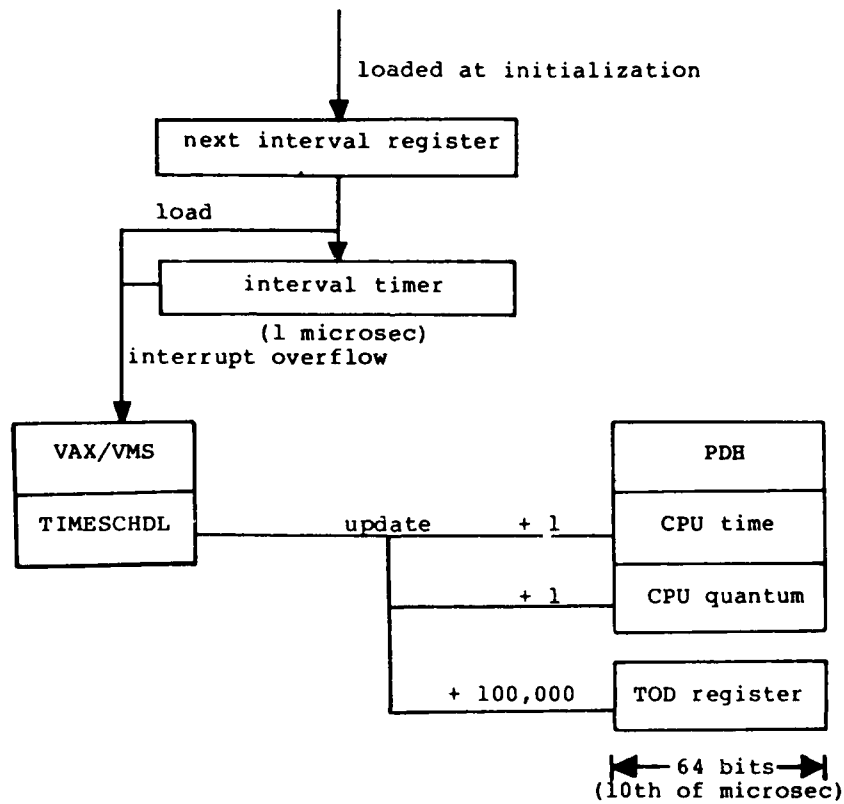 loaded at initialization
next interval register
load
interval timer
(1 microsec)
interrupt overflow
VAX/VMS
PDH
TIMESCHDL
update
+ 1
CPU time
+ 1
CPU quantum
+ 100,000
TOD register
64 bits
(10th of microsec)